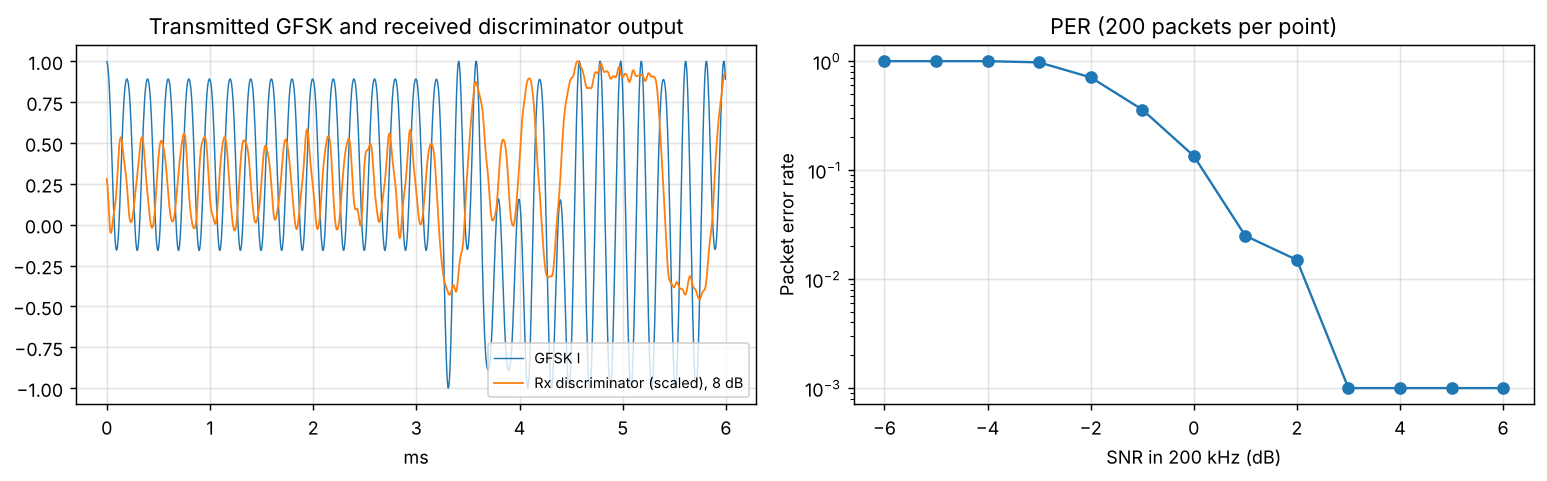 Transmitted GFSK and received discriminator output
1.00
0.75
0.50
0.25
0.00
−0.25
−0.50
−0.75
−1.00
GFSK I
Rx discriminator (scaled), 8 dB
0 1 2 3 4 5 6
ms
PER (200 packets per point)
Packet error rate
10⁰
10⁻¹
10⁻²
10⁻³
−6 −4 −2 0 2 4 6
SNR in 200 kHz (dB)